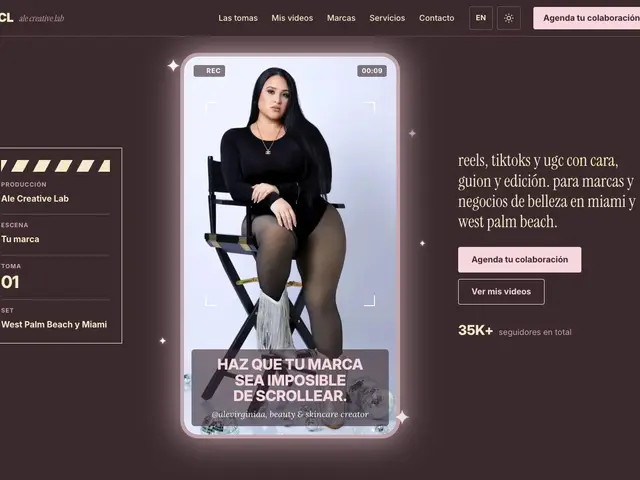 CL ale creative lab
Las tomas
Mis videos
Marcas
Servicios
Contacto
EN
Agenda tu colaboración
PRODUCCIÓN
Ale Creative Lab
ESCENA
Tu marca
TOMA
01
SET
West Palm Beach y Miami
REC
00:09
HAZ QUE TU MARCA
SEA IMPOSIBLE
DE SCROLLEAR.
@alevirginiaa, beauty & skincare creator
reels, tiktoks y ugc con cara,
guion y edición. para marcas y
negocios de belleza en miami y
west palm beach.
Agenda tu colaboración
Ver mis videos
35K+ seguidores en total